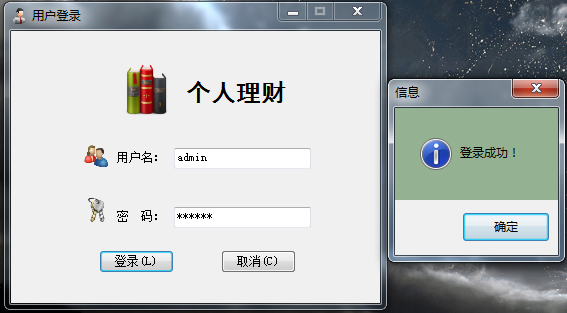 用户登录
个人理财
用户名： admin
密 码： ******
登录(L) 取消(C)
信息
登录成功！
确定